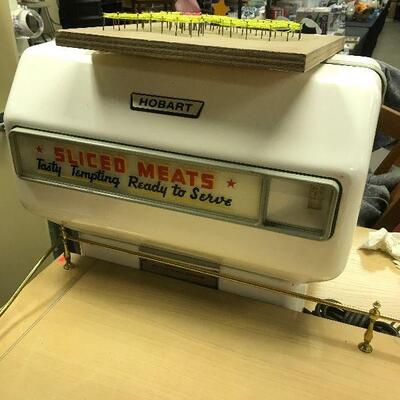 HOBART
★ SLICED MEATS ★
Tasty Tempting Ready to Serve